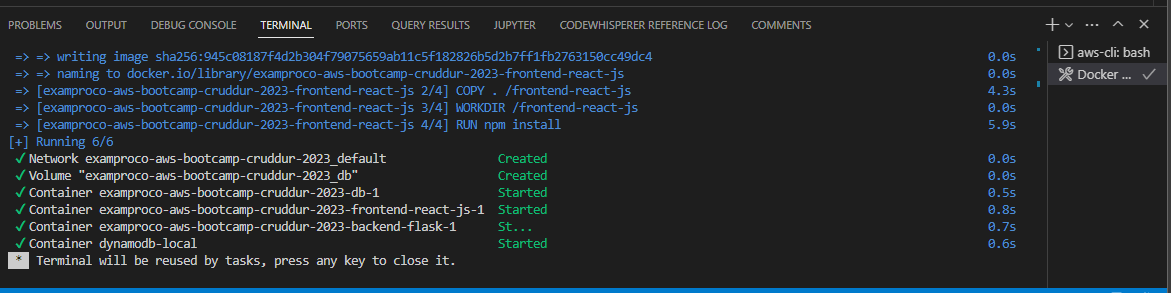 PROBLEMS OUTPUT DEBUG CONSOLE TERMINAL PORTS QUERY RESULTS JUPYTER CODEWHISPERER REFERENCE LOG COMMENTS
=> => writing image sha256:945c08187f4d2b304f79075659ab11c5f182826b5d2b7ff1fb2763150cc49dc4 0.0s
=> => naming to docker.io/library/examproco-aws-bootcamp-cruddur-2023-frontend-react-js 0.0s
=> [examproco-aws-bootcamp-cruddur-2023-frontend-react-js 2/4] COPY . /frontend-react-js 4.3s
=> [examproco-aws-bootcamp-cruddur-2023-frontend-react-js 3/4] WORKDIR /frontend-react-js 0.0s
=> [examproco-aws-bootcamp-cruddur-2023-frontend-react-js 4/4] RUN npm install 5.9s
[+] Running 6/6
✓ Network examproco-aws-bootcamp-cruddur-2023_default Created 0.0s
✓ Volume "examproco-aws-bootcamp-cruddur-2023_db" Created 0.0s
✓ Container examproco-aws-bootcamp-cruddur-2023-db-1 Started 0.5s
✓ Container examproco-aws-bootcamp-cruddur-2023-frontend-react-js-1 Started 0.8s
✓ Container examproco-aws-bootcamp-cruddur-2023-backend-flask-1 St... 0.7s
✓ Container dynamodb-local Started 0.6s
* Terminal will be reused by tasks, press any key to close it.
aws-cli: bash
Docker ...